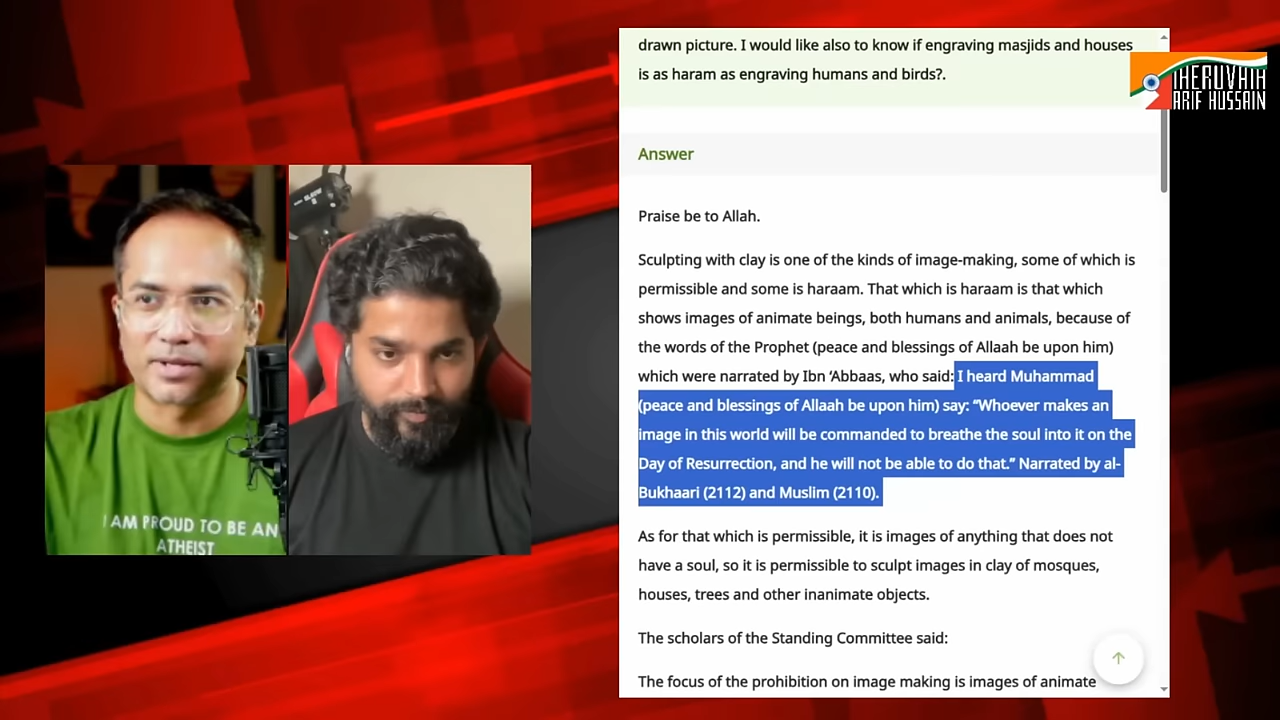 drawn picture. I would like also to know if engraving masjids and houses
is as haram as engraving humans and birds?.
THERUVATH
ARIF HUSSAIN
Answer
Praise be to Allah.
Sculpting with clay is one of the kinds of image-making, some of which is
permissible and some is haraam. That which is haraam is that which
shows images of animate beings, both humans and animals, because of
the words of the Prophet (peace and blessings of Allaah be upon him)
which were narrated by Ibn ‘Abbaas, who said: I heard Muhammad
(peace and blessings of Allaah be upon him) say: “Whoever makes an
image in this world will be commanded to breathe the soul into it on the
Day of Resurrection, and he will not be able to do that.” Narrated by al-
Bukhaari (2112) and Muslim (2110).
As for that which is permissible, it is images of anything that does not
have a soul, so it is permissible to sculpt images in clay of mosques,
houses, trees and other inanimate objects.
The scholars of the Standing Committee said:
The focus of the prohibition on image making is images of animate
I AM PROUD TO BE AN
ATHEIST